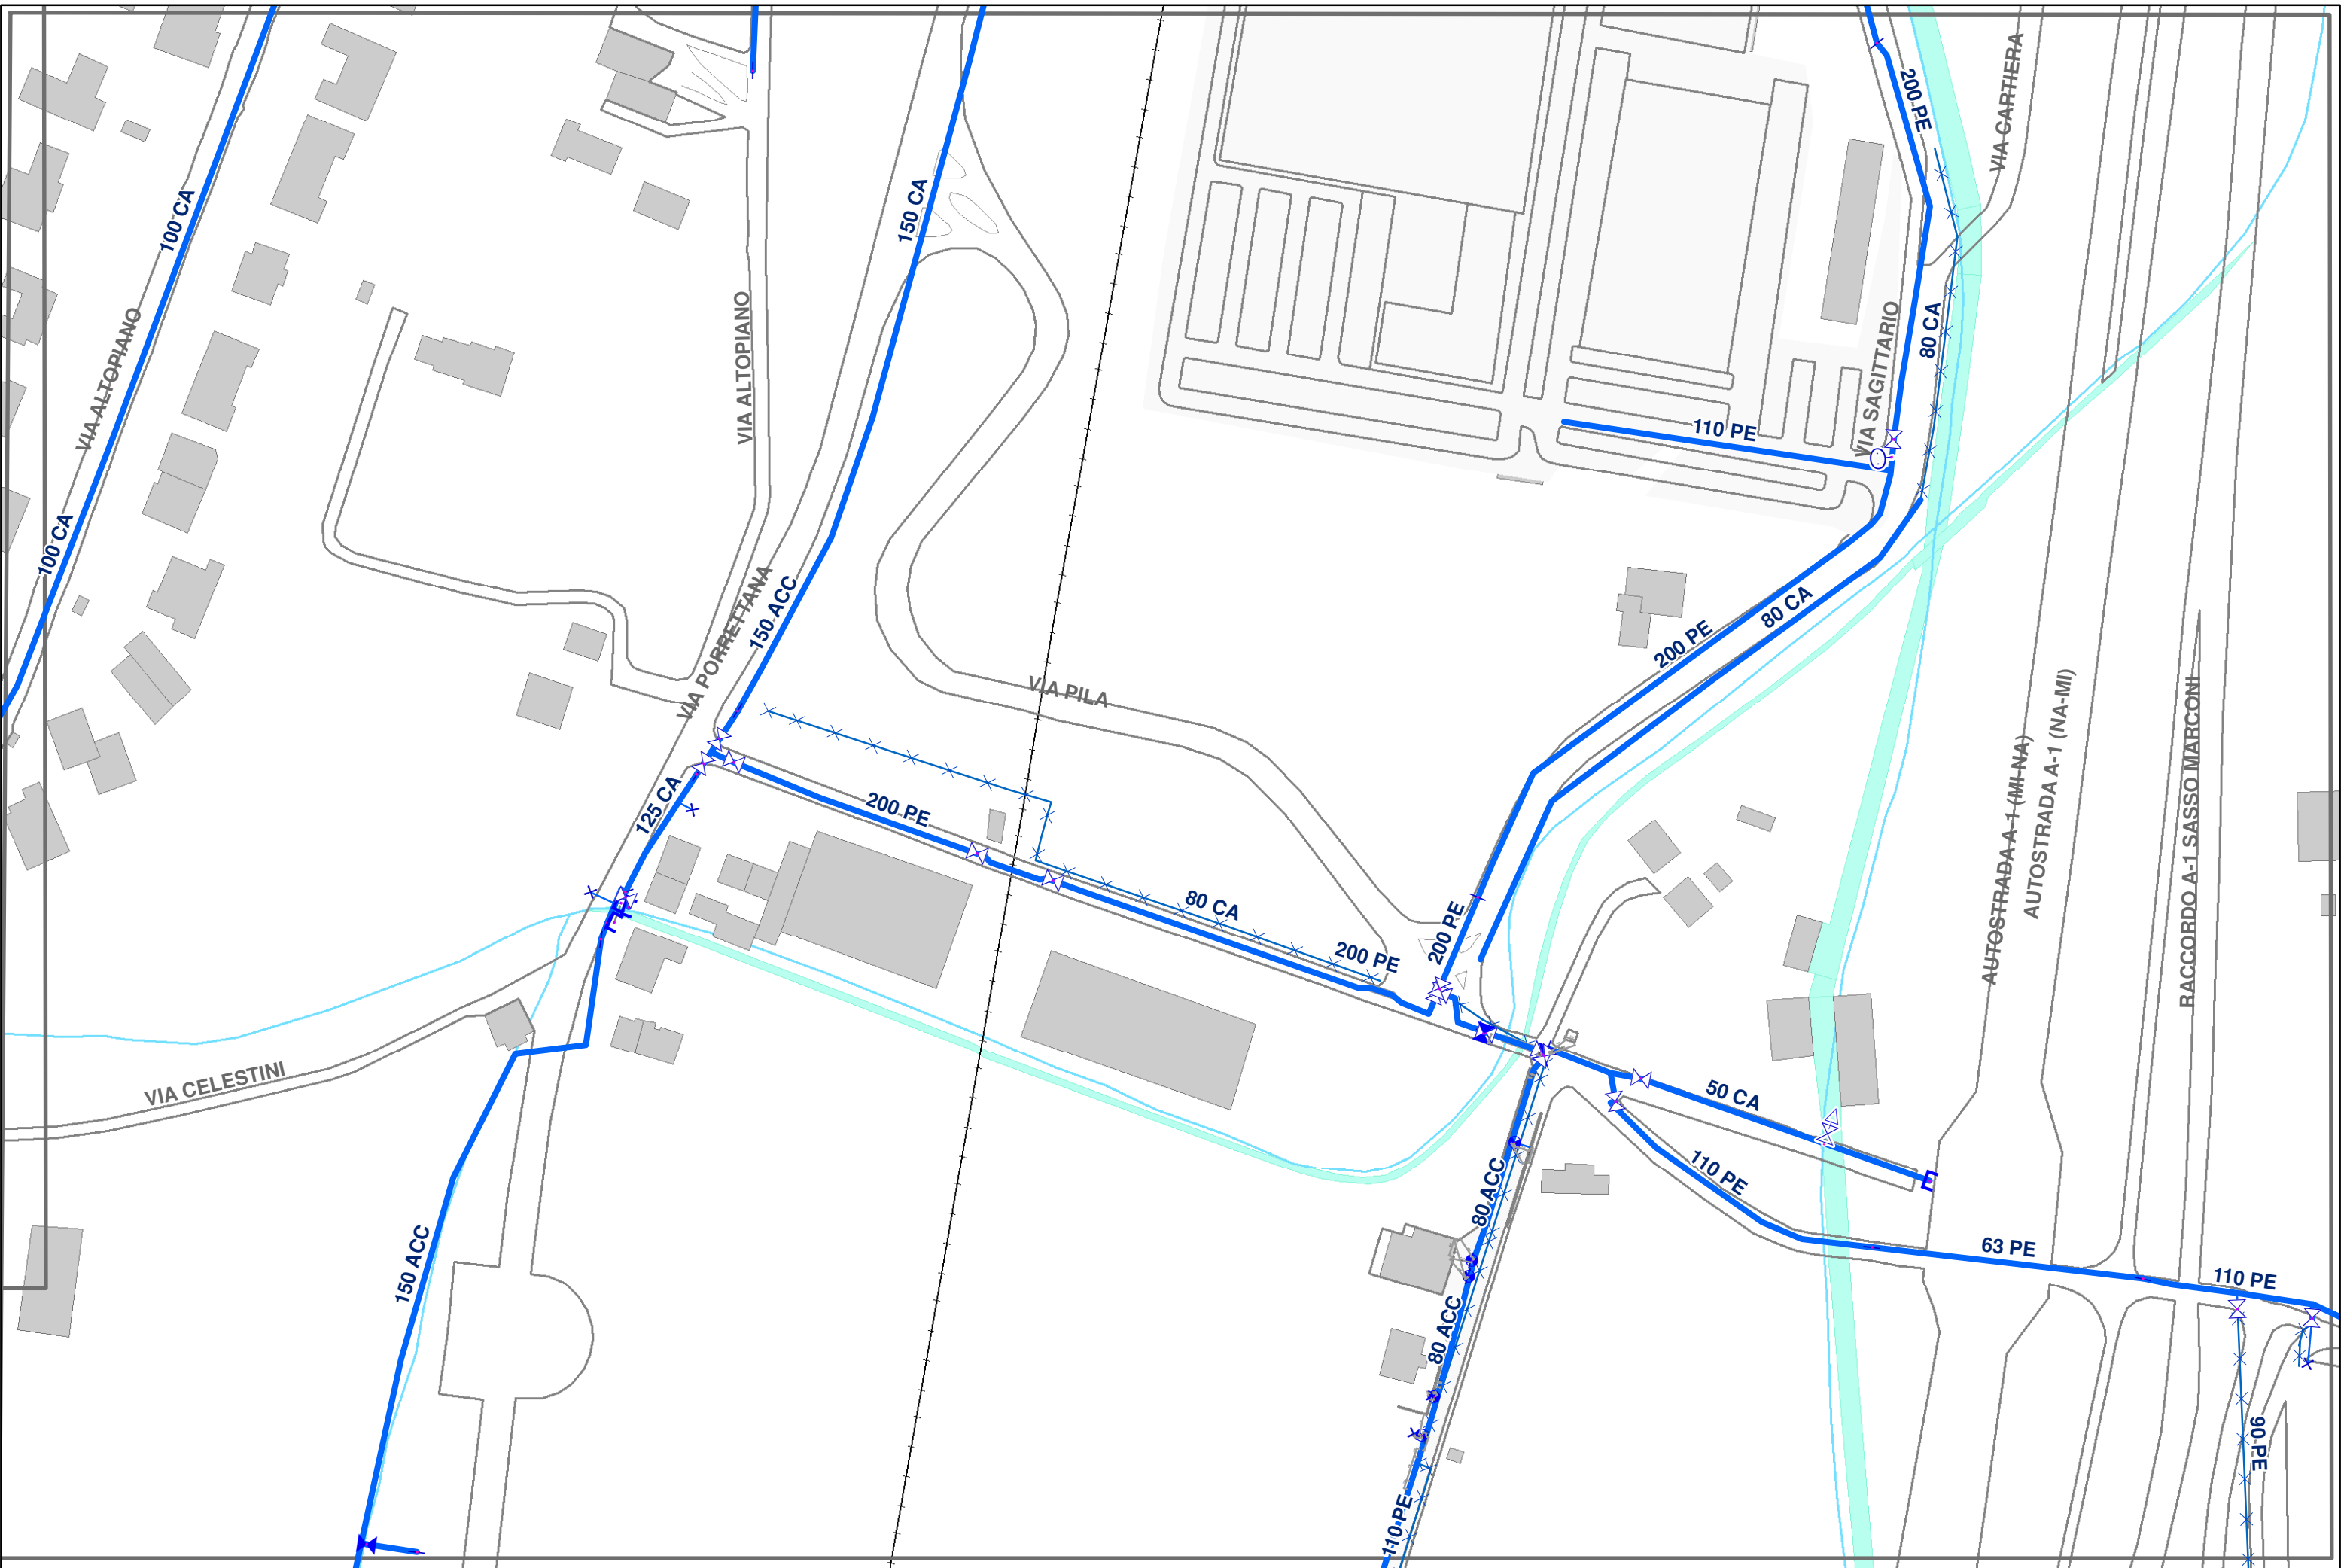 200 PE
VIA CARTIERA
100 CA
150 CA
VIA ALTOPIANO
VIA ALTOPIANO
80 CA
VIA SAGITTARIO
110 PE
100 CA
VIA PORRETTANA
150 ACC
200 PE
80 CA
VIA PILA
AUTOSTRADA A-1 (MI-NA)
AUTOSTRADA A-1 (NA-MI)
RACCORDO A-1 SASSO MARCONI
125 CA
200 PE
80 CA
200 PE
200 PE
VIA CELESTINI
50 CA
110 PE
80 ACC
150 ACC
63 PE
110 PE
80 ACC
90 PE
110 PE